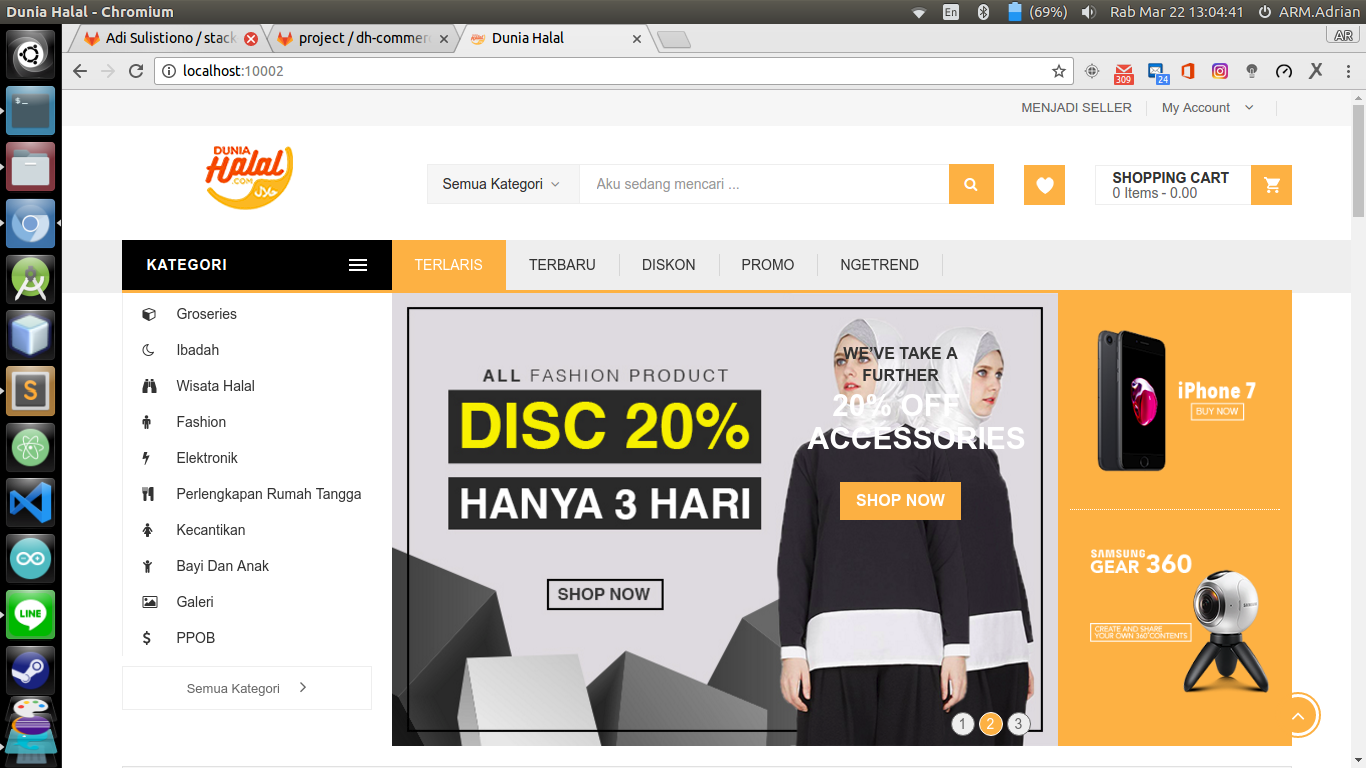 Dunia Halal - Chromium
En
(69%)
Rab Mar 22 13:04:41
ARM.Adrian
Adi Sulistiono / stack
project / dh-commer
Dunia Halal
AR
localhost:10002
309
24
MENJADI SELLER
My Account
DUNIA
Halal
.COM
حلال
Semua Kategori
Aku sedang mencari ...
SHOPPING CART
0 Items - 0.00
KATEGORI
TERLARIS
TERBARU
DISKON
PROMO
NGETREND
Groseries
Ibadah
Wisata Halal
Fashion
Elektronik
Perlengkapan Rumah Tangga
Kecantikan
Bayi Dan Anak
Galeri
PPOB
Semua Kategori
ALL FASHION PRODUCT
DISC 20%
HANYA 3 HARI
SHOP NOW
WE'VE TAKE A
FURTHER
20% OFF
ACCESSORIES
SHOP NOW
1
2
3
iPhone 7
BUY NOW
SAMSUNG
GEAR 360
CREATE AND SHARE
YOUR OWN 360°CONTENTS
LINE